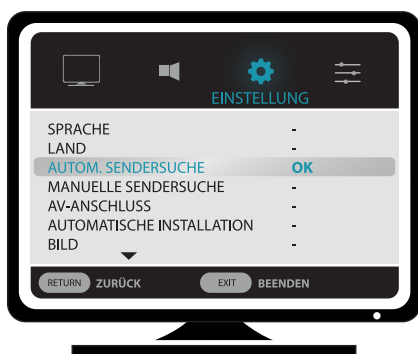 EINSTELLUNG
SPRACHE -
LAND -
AUTOM. SENDERSUCHE OK
MANUELLE SENDERSUCHE -
AV-ANSCHLUSS -
AUTOMATISCHE INSTALLATION -
BILD -
RETURN ZURÜCK EXIT BEENDEN